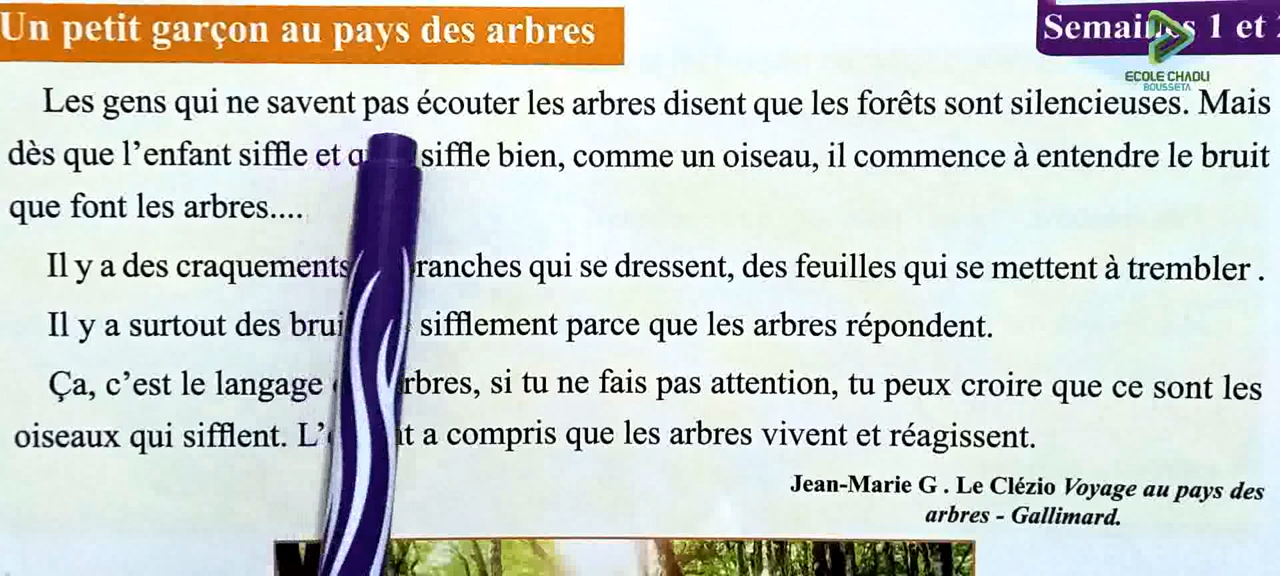 Un petit garçon au pays des arbres
Semaines 1 et
ECOLE CHAOLI
BOUSSETA
Les gens qui ne savent pas écouter les arbres disent que les forêts sont silencieuses. Mais
dès que l’enfant siffle et siffle bien, comme un oiseau, il commence à entendre le bruit
que font les arbres....
Il y a des craquements qui se dressent, des feuilles qui se mettent à trembler .
Il y a surtout des sifflement parce que les arbres répondent.
Ça, c’est le langage si tu ne fais pas attention, tu peux croire que ce sont les
oiseaux qui sifflent. a compris que les arbres vivent et réagissent.
Jean-Marie G . Le Clézio Voyage au pays des
arbres - Gallimard.